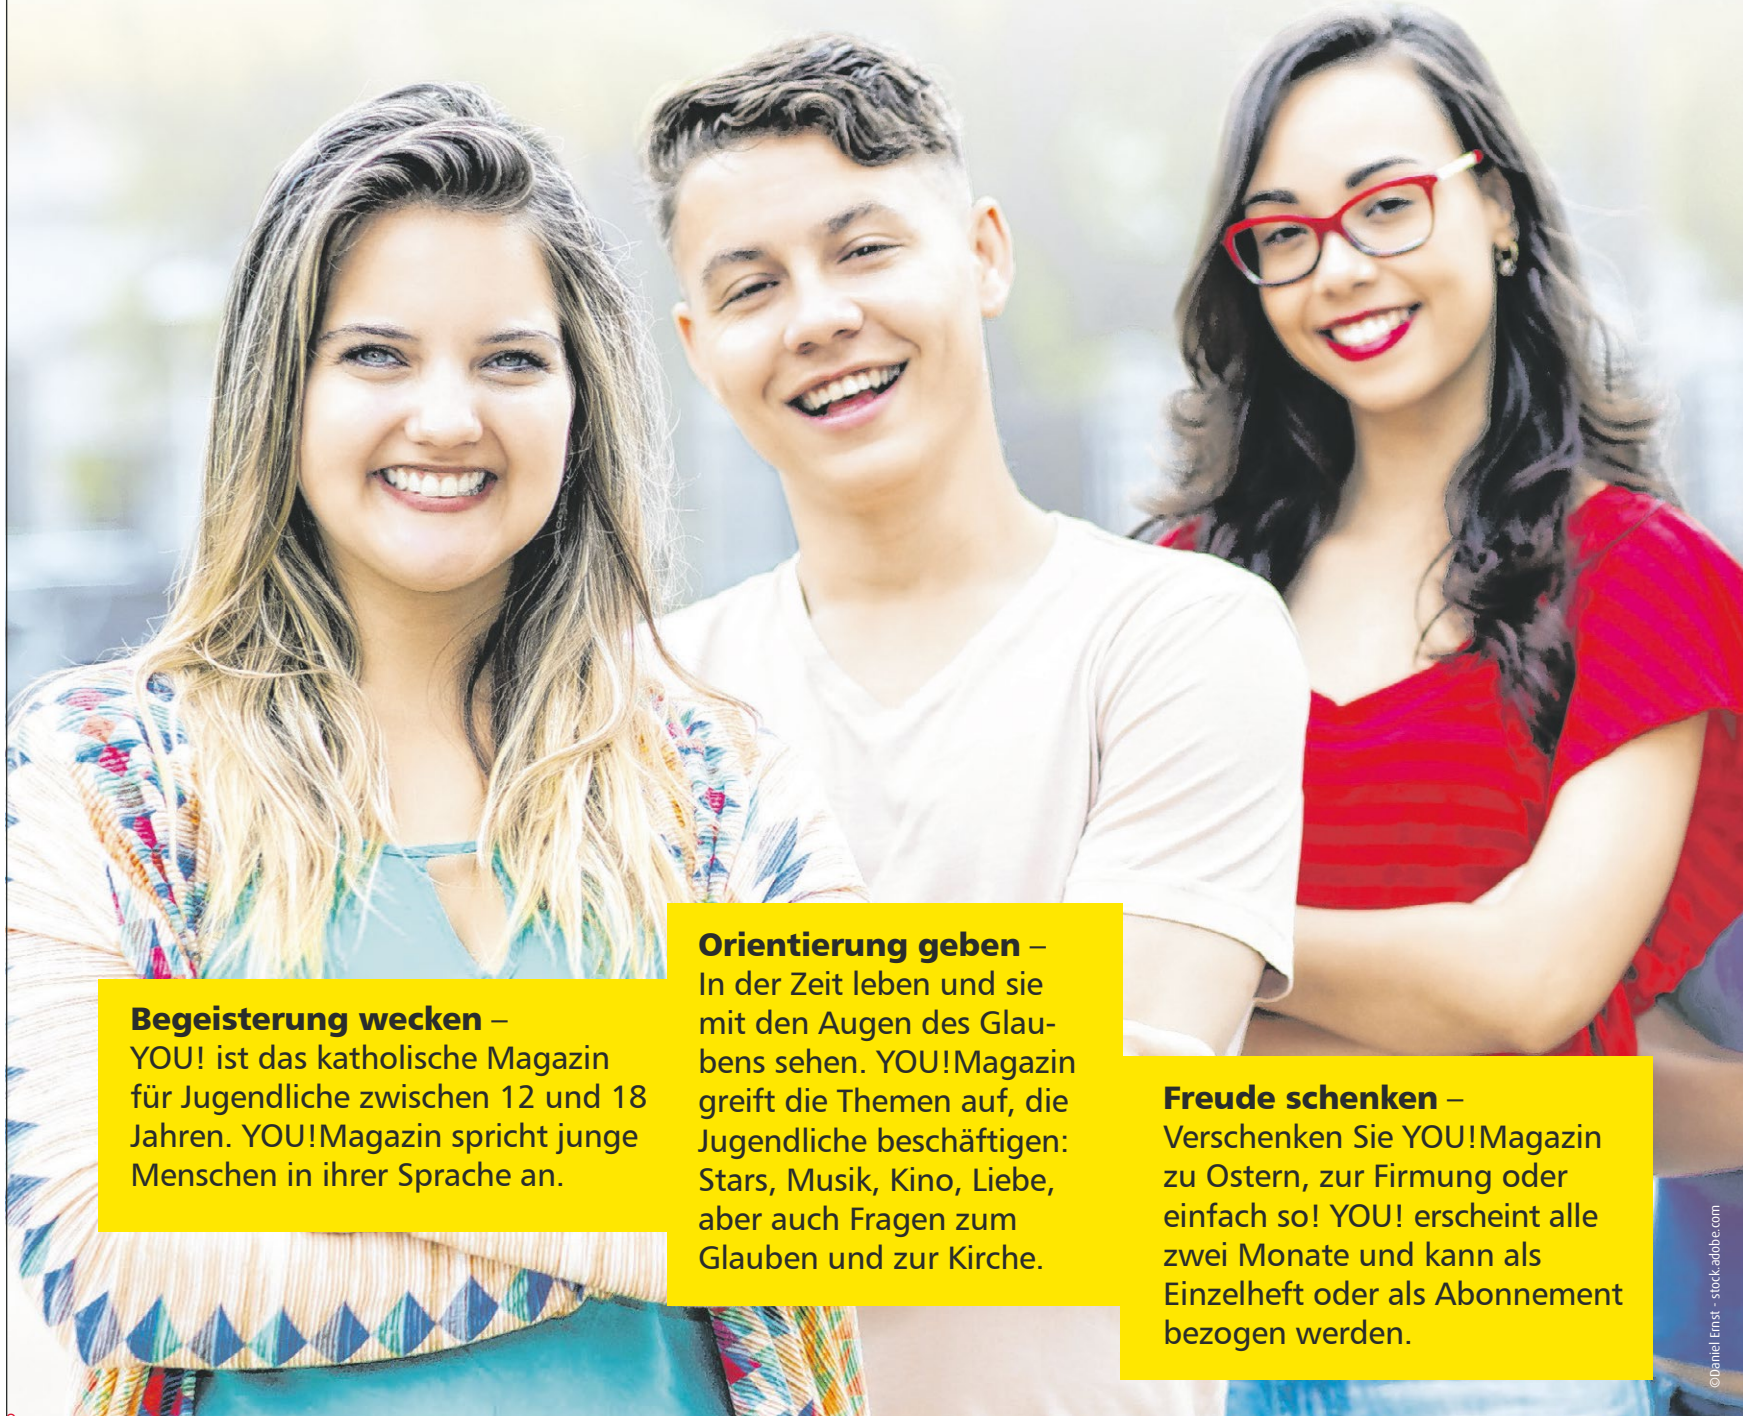 Begeisterung wecken –
YOU! ist das katholische Magazin
für Jugendliche zwischen 12 und 18
Jahren. YOU!Magazin spricht junge
Menschen in ihrer Sprache an.
Orientierung geben –
In der Zeit leben und sie
mit den Augen des Glau-
bens sehen. YOU!Magazin
greift die Themen auf, die
Jugendliche beschäftigen:
Stars, Musik, Kino, Liebe,
aber auch Fragen zum
Glauben und zur Kirche.
Freude schenken –
Verschenken Sie YOU!Magazin
zu Ostern, zur Firmung oder
einfach so! YOU! erscheint alle
zwei Monate und kann als
Einzelheft oder als Abonnement
bezogen werden.
©Daniel Ernst - stock.adobe.com